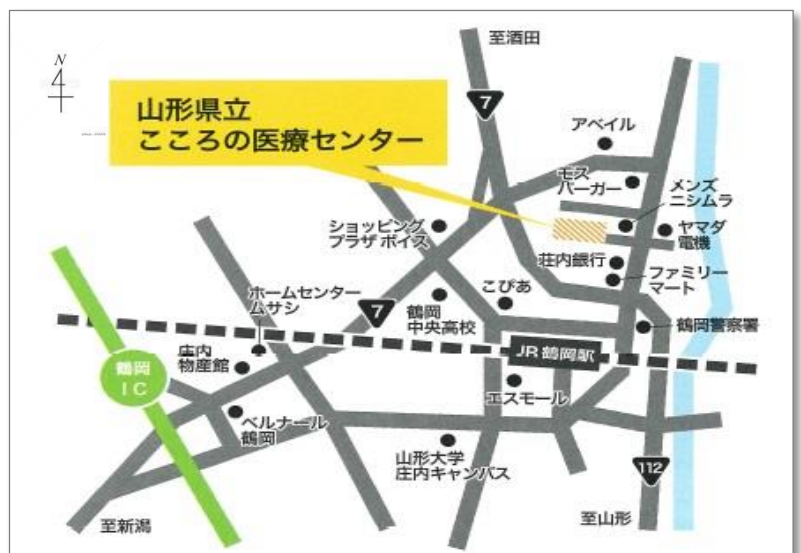 至酒田
N
7
山形県立
こころの医療センター
アベイル
モス
バーガー
メンズ
ニシムラ
ショッピング
プラザ ボイス
ヤマダ
電機
荘内銀行
ファミリー
マート
こぴあ
ホームセンター
ムサシ
7
鶴岡
中央高校
鶴岡警察署
JR 鶴岡駅
庄内
物産館
鶴岡
IC
エスモール
ベルナール
鶴岡
山形大学
庄内キャンパス
112
至新潟
至山形